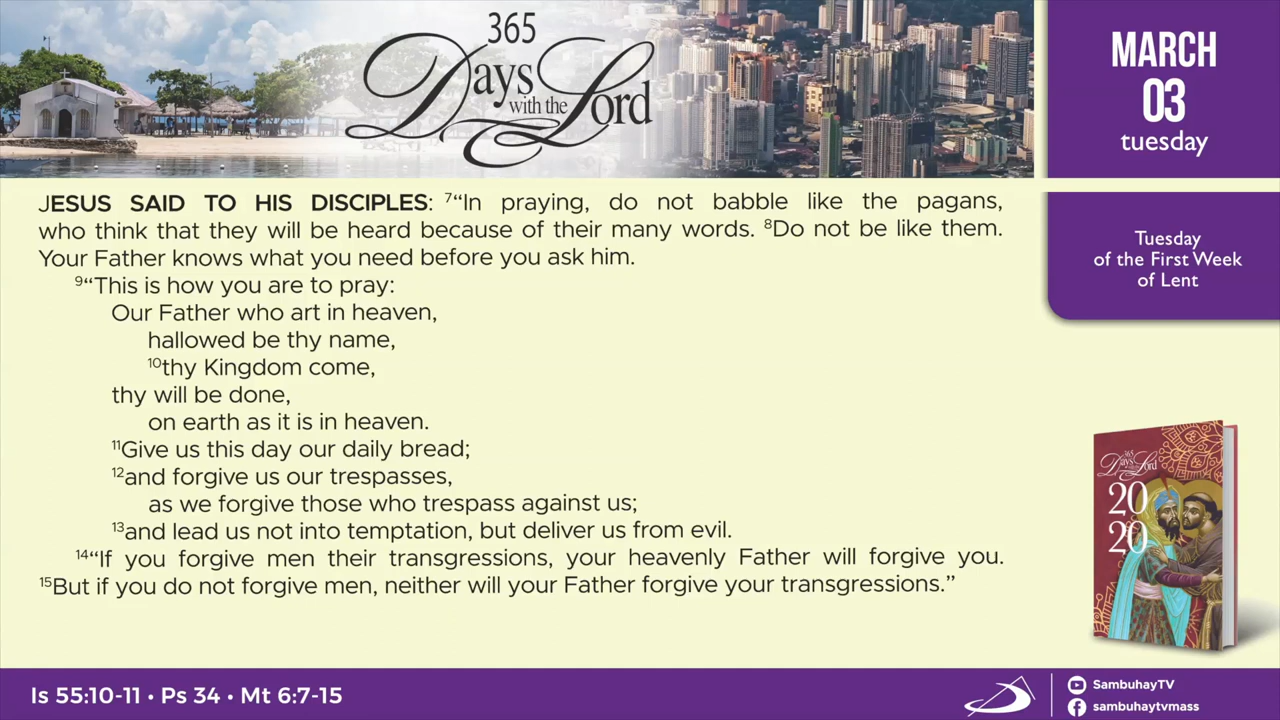 365
Days with the Lord
MARCH
03
tuesday
Tuesday
of the First Week
of Lent
JESUS SAID TO HIS DISCIPLES: ⁷“In praying, do not babble like the pagans,
who think that they will be heard because of their many words. ⁸Do not be like them.
Your Father knows what you need before you ask him.
⁹“This is how you are to pray:
Our Father who art in heaven,
hallowed be thy name,
¹⁰thy Kingdom come,
thy will be done,
on earth as it is in heaven.
¹¹Give us this day our daily bread;
¹²and forgive us our trespasses,
as we forgive those who trespass against us;
¹³and lead us not into temptation, but deliver us from evil.
¹⁴“If you forgive men their transgressions, your heavenly Father will forgive you.
¹⁵But if you do not forgive men, neither will your Father forgive your transgressions.”
365
Days with the Lord
20
20
Is 55:10-11 • Ps 34 • Mt 6:7-15
SambuhayTV
sambuhaytvmass